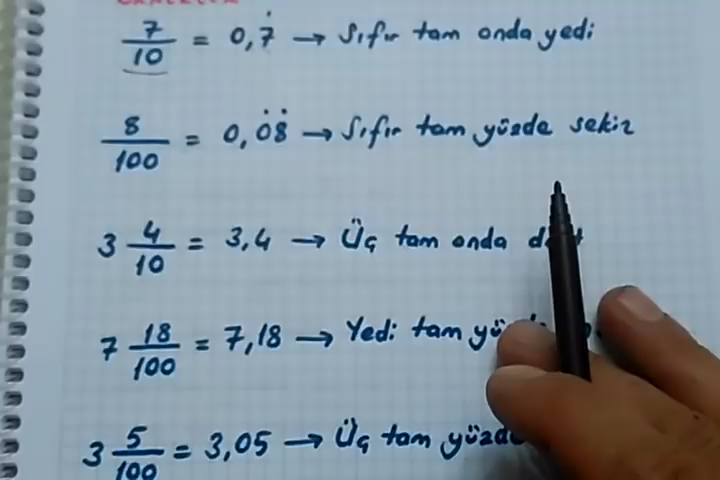 7/10 = 0,7 → Sıfır tam onda yedi
8/100 = 0,08 → Sıfır tam yüzde sekiz
3 4/10 = 3,4 → Üç tam onda
7 18/100 = 7,18 → Yedi tam
3 5/100 = 3,05 → Üç tam yüzde